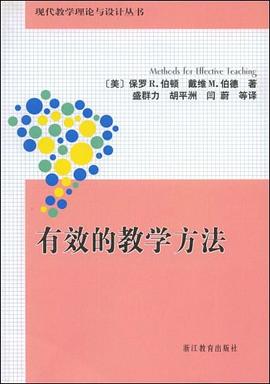 现代教学理论与设计丛书
Methods for Effective Teaching
〔美〕保罗R.伯顿 戴维M.伯德 著
盛群力 胡平洲 闫蔚 等译
有效的教学方法
浙江教育出版社